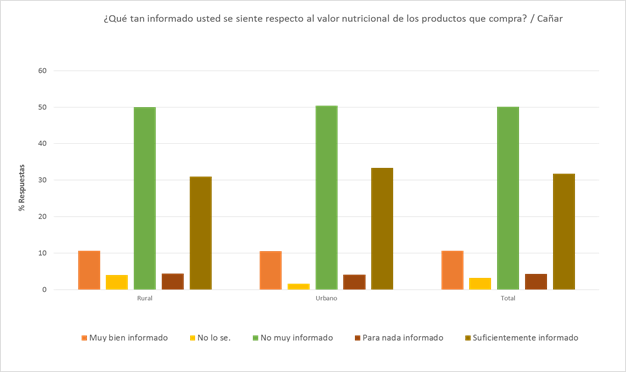 ¿Qué tan informado usted se siente respecto al valor nutricional de los productos que compra? / Cañar
60
50
40
30
20
10
0
% Respuestas
Rural Urbano Total
Muy bien informado No lo se. No muy informado Para nada informado Suficientemente informado